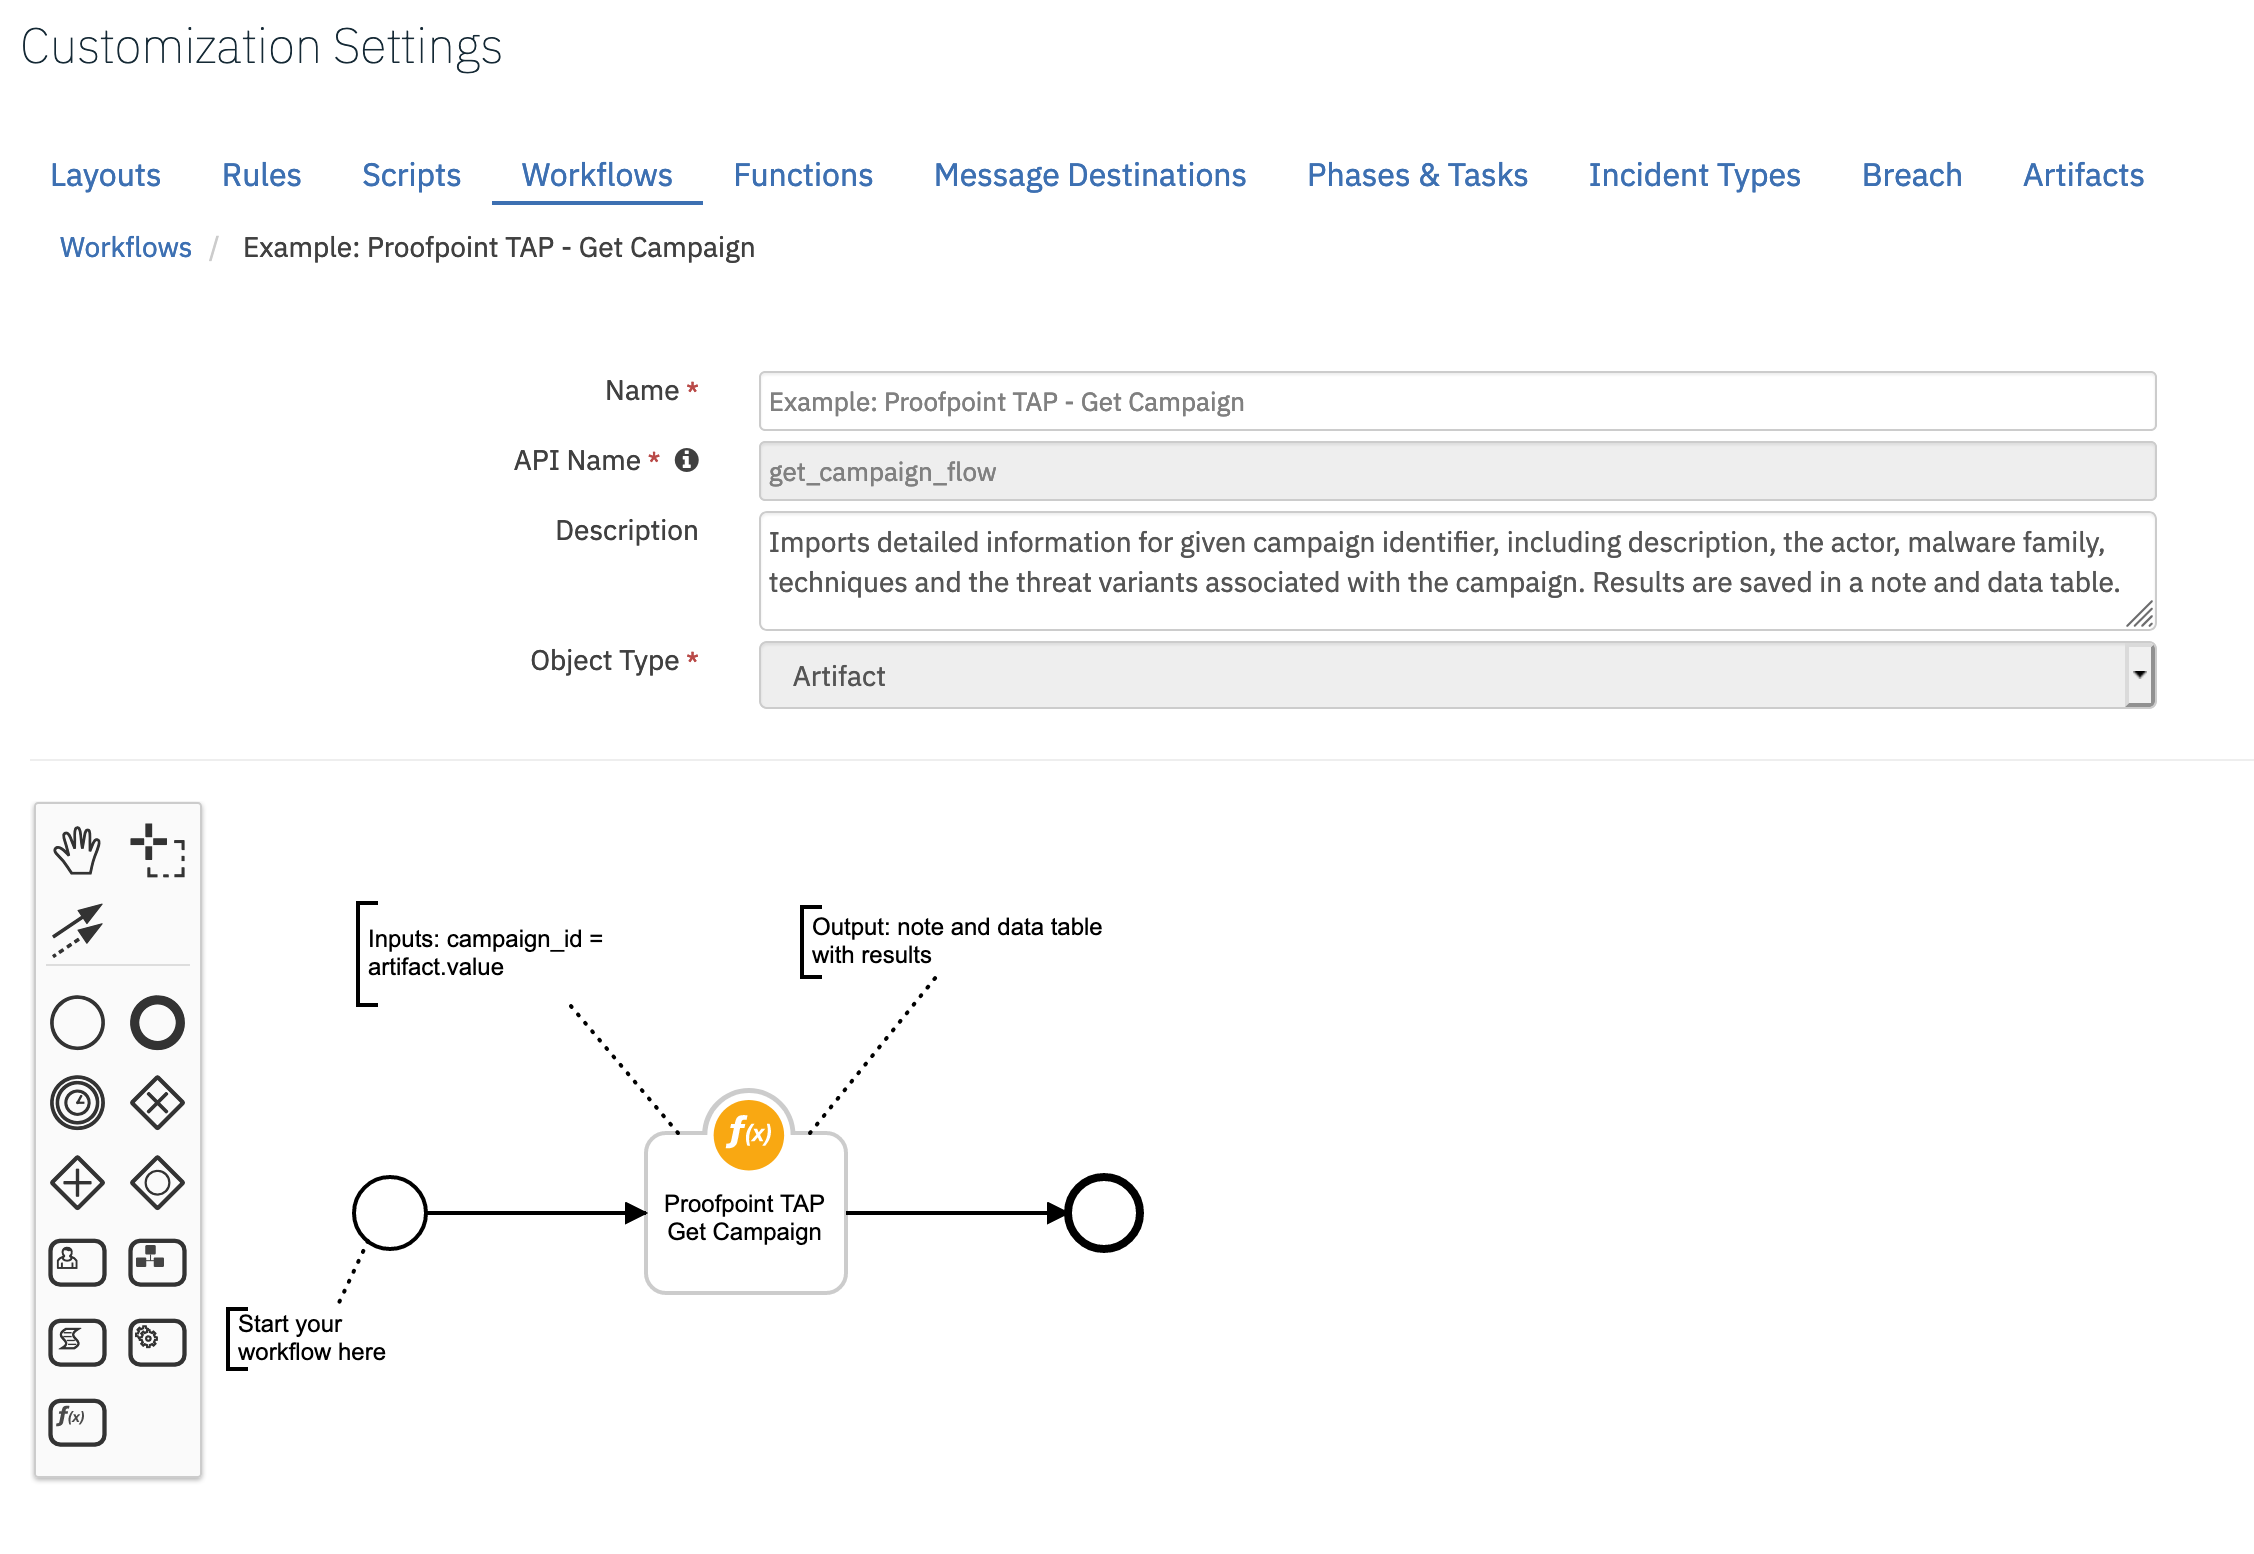 Customization Settings
Layouts Rules Scripts Workflows Functions Message Destinations Phases & Tasks Incident Types Breach Artifacts
Workflows / Example: Proofpoint TAP - Get Campaign
Name * Example: Proofpoint TAP - Get Campaign
API Name * get_campaign_flow
Description Imports detailed information for given campaign identifier, including description, the actor, malware family,
techniques and the threat variants associated with the campaign. Results are saved in a note and data table.
Object Type * Artifact
Inputs: campaign_id =
artifact.value
Output: note and data table
with results
f(x)
Proofpoint TAP
Get Campaign
Start your
workflow here
f(x)